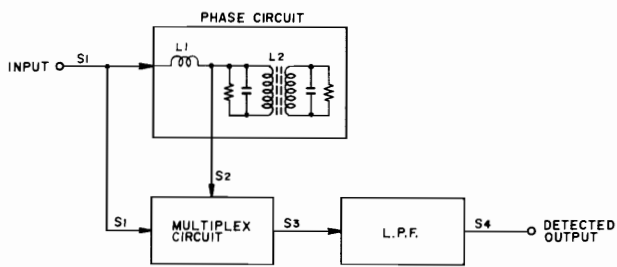 PHASE CIRCUIT
L1
L2
INPUT
S1
S2
S1
MULTIPLEX
CIRCUIT
S3
L.P.F.
S4
DETECTED
OUTPUT